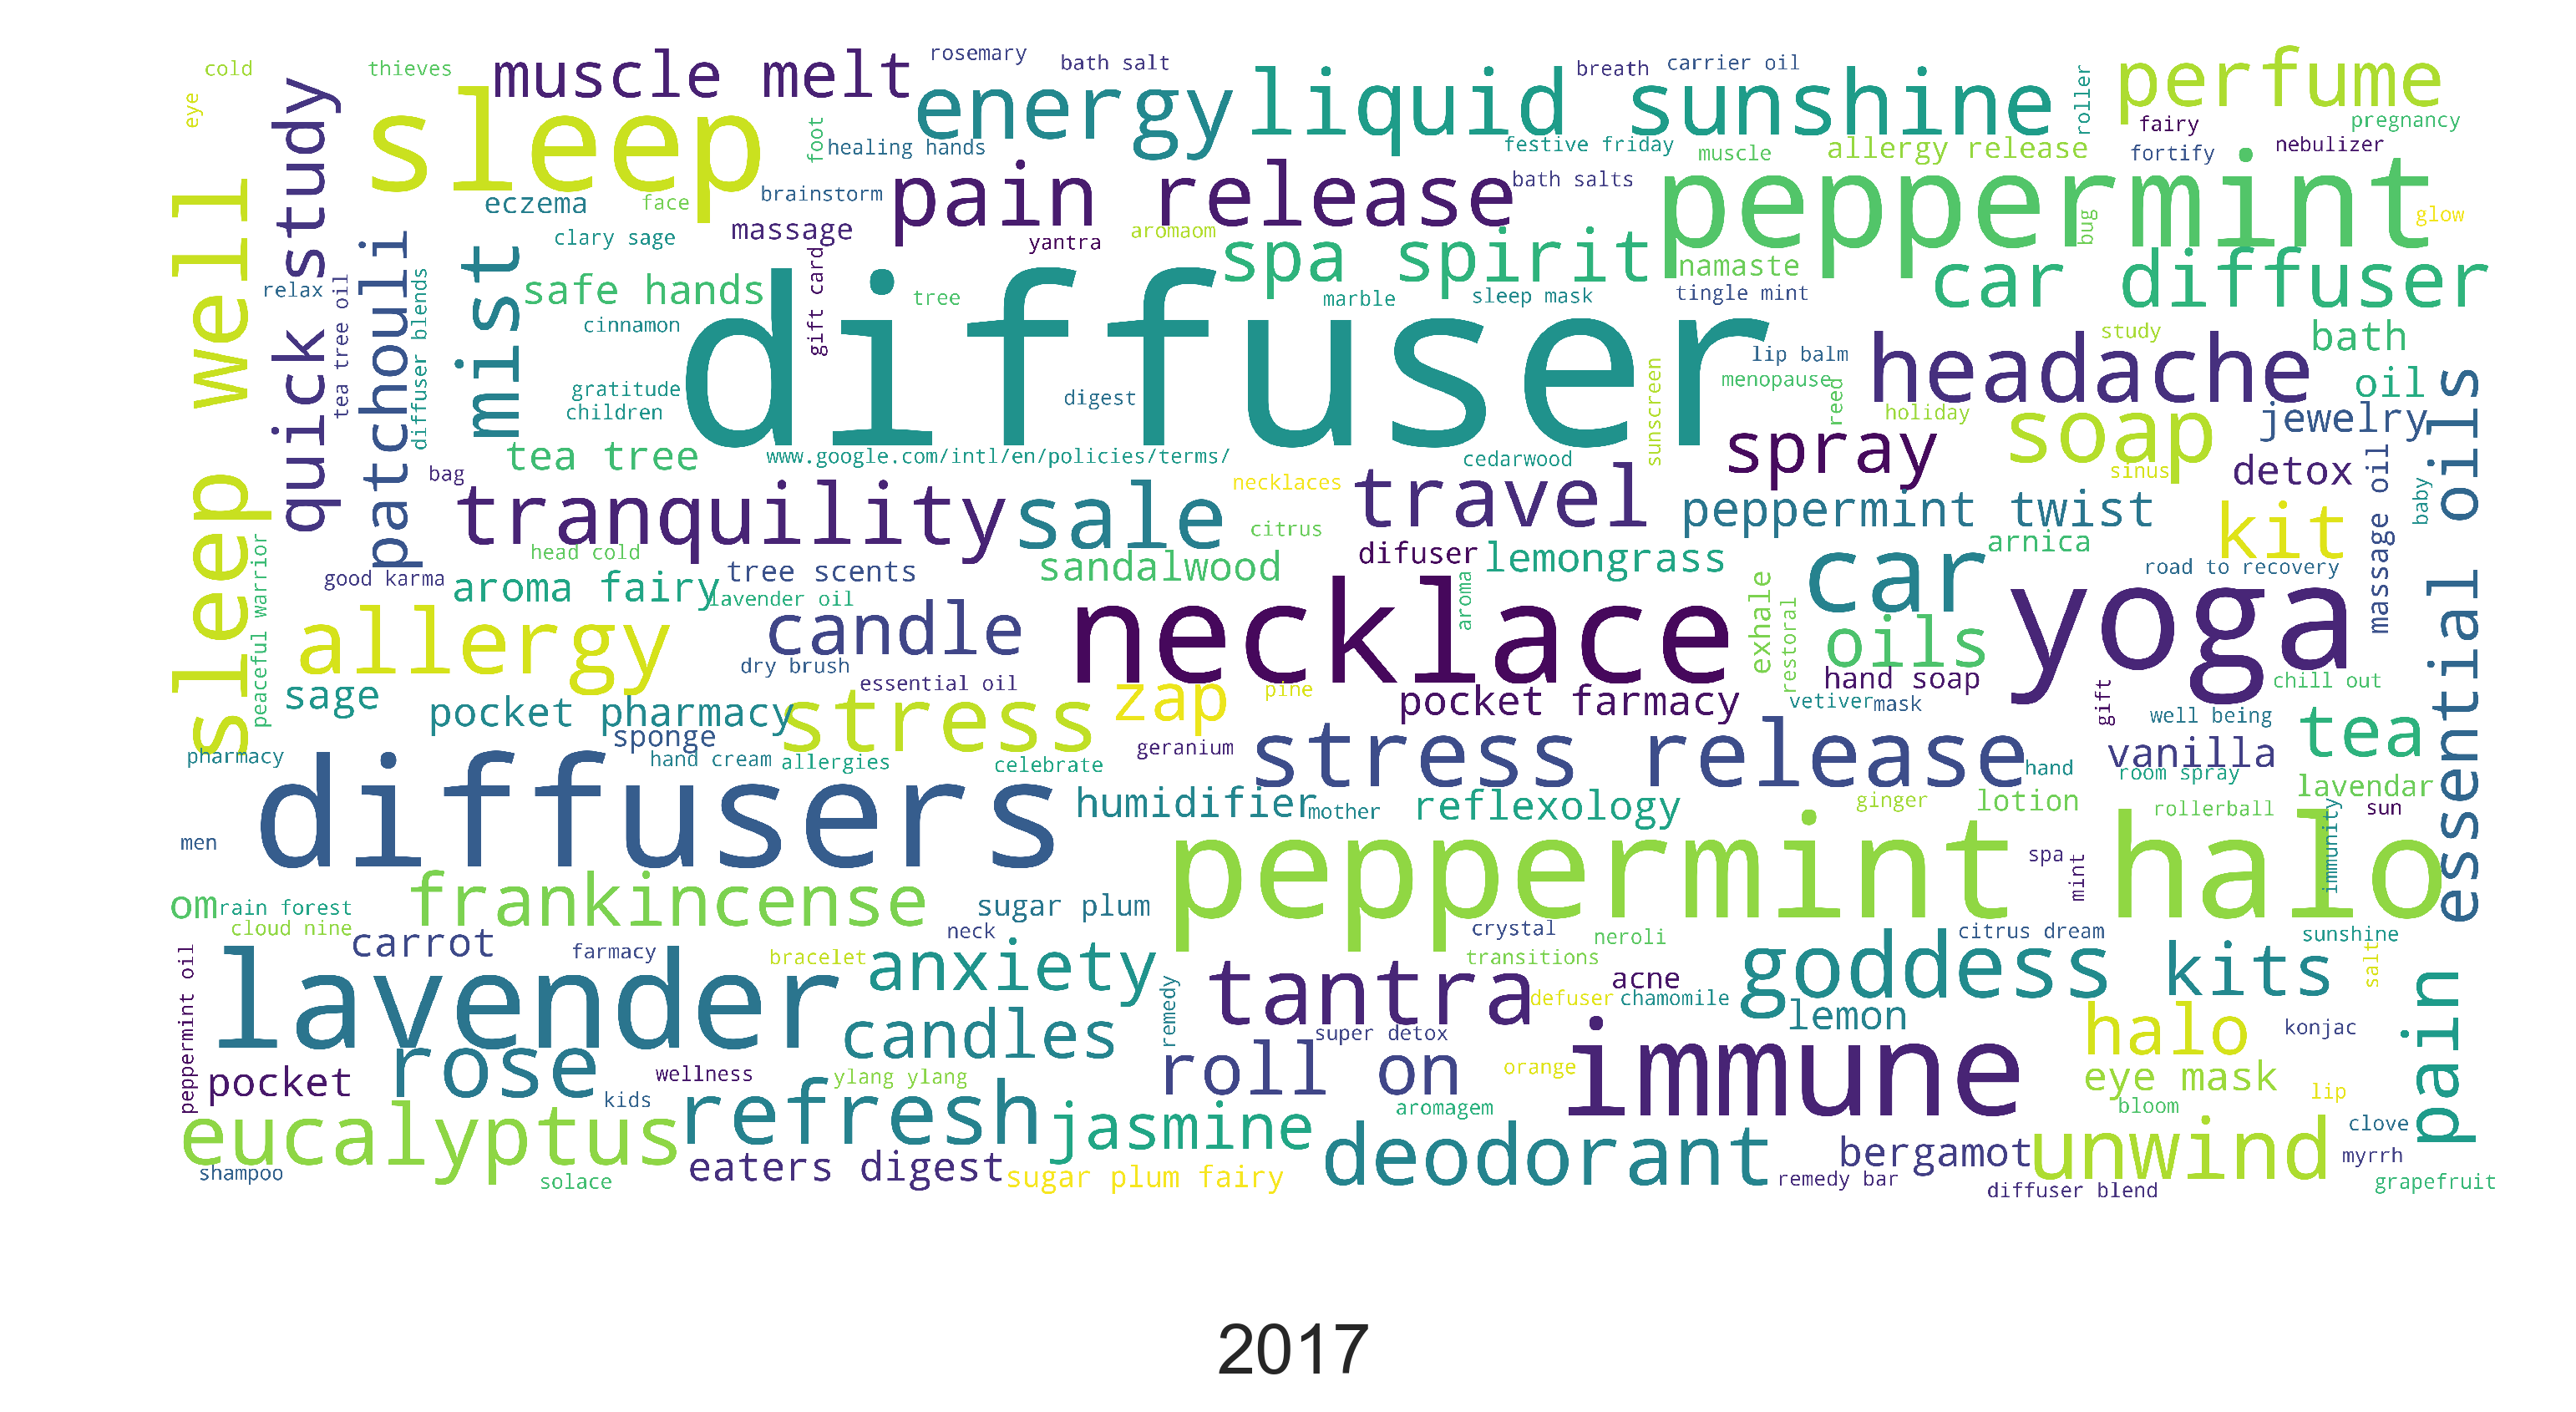 cold
thieves
muscle melt
rosemary
bath salt
breath
carrier oil
perfume
eye
quick study
sleep
energy
liquid sunshine
roller
fairy
pregnancy
foot
healing hands
festive friday
muscle
allergy release
fortify
nebulizer
sleep well
eczema
face
brainstorm
pain release
bath salts
peppermint
bug
glow
clary sage
massage
yantra
aromaom
spa spirit
namaste
car diffuser
patchouli
mist
relax
tea tree oil
diffuser blends
safe hands
gift card
tree
diffuser
marble
sleep mask
tingle mint
cinnamon
study
bath
lip balm
headache
gratitude
children
digest
sunscreen
menopause
reed
holiday
oil
soap
jewelry
essential oils
tea tree
www.google.com/intl/en/policies/terms/
cedarwood
spray
sinus
detox
massage oil
bag
tranquility
sale
necklaces
travel
citrus
peppermint twist
kit
baby
head cold
difuser
lemongrass
arnica
peaceful warrior
good karma
aroma fairy
tree scents
sandalwood
car
road to recovery
lavender oil
allergy
candle
necklace
aroma
exhale
restoral
oils
yoga
dry brush
sage
essential oil
zap
pine
hand soap
chill out
pocket pharmacy
stress
pocket farmacy
vetiver
mask
gift
well being
tea
sponge
pharmacy
hand cream
allergies
celebrate
geranium
stress release
hand
vanilla
room spray
lavendar
diffusers
humidifier
mother
reflexology
ginger
lotion
rollerball
sun
men
peppermint halo
spa
mint
immunity
om
rain forest
frankincense
sugar plum
cloud nine
carrot
farmacy
neck
crystal
neroli
citrus dream
sunshine
peppermint oil
lavender
bracelet
anxiety
transitions
tantra
acne
goddess
kits
salt
pain
remedy
defuser
chamomile
candles
super detox
lemon
halo
konjac
pocket
rose
wellness
ylang ylang
roll on
orange
immune
eye mask
lip
kids
aromagem
bloom
eucalyptus
refresh
jasmine
deodorant
bergamot
unwind
clove
myrrh
shampoo
solace
eaters digest
sugar plum fairy
remedy bar
diffuser blend
grapefruit
2017